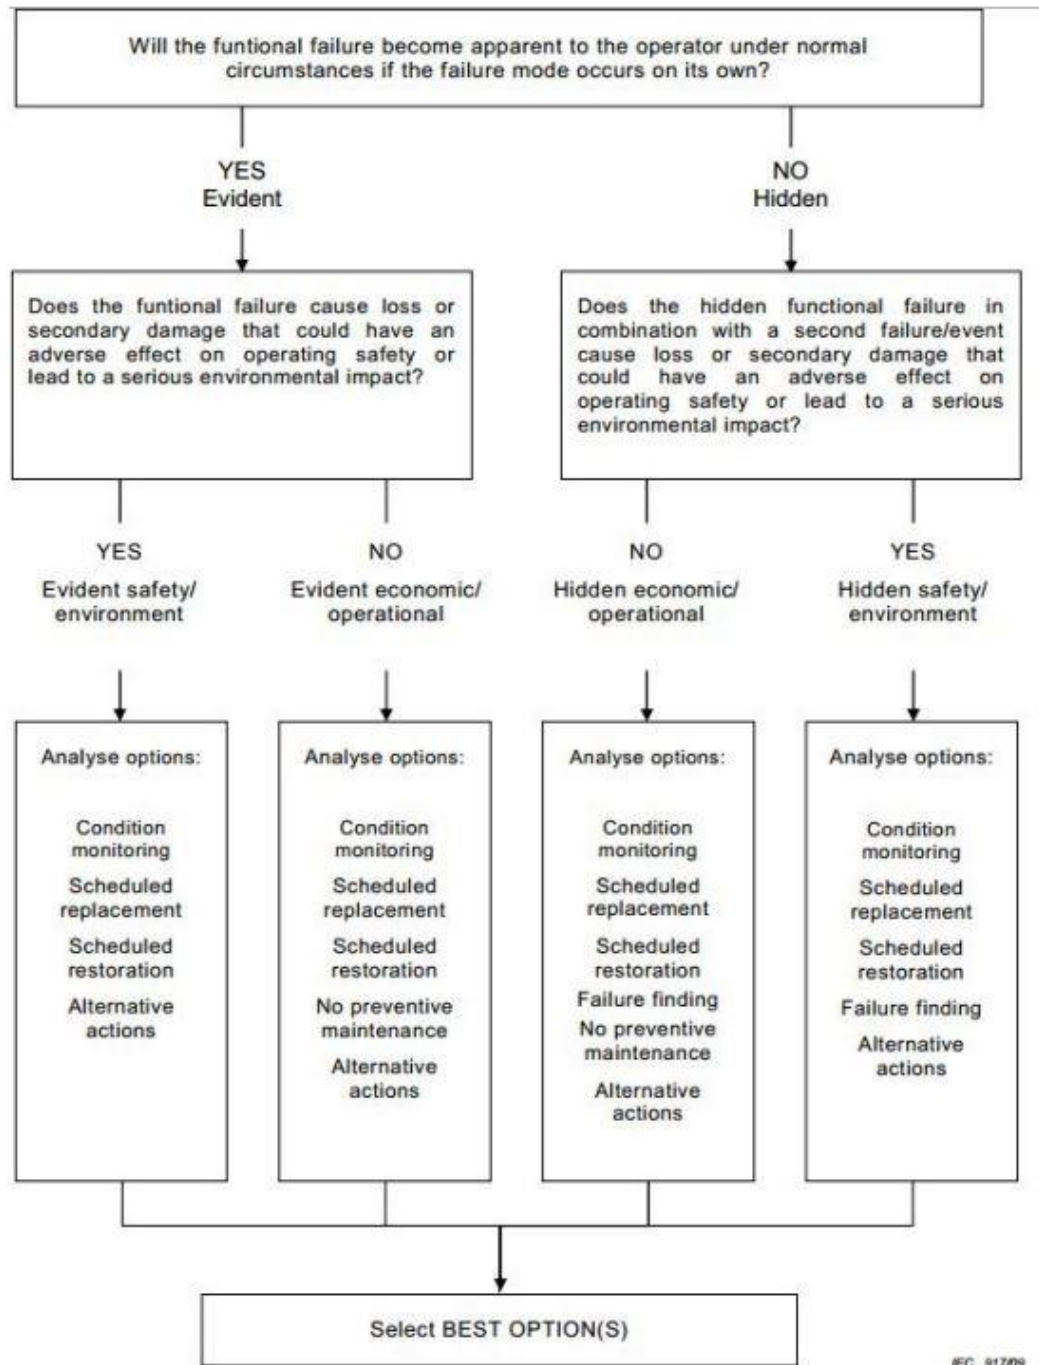 Will the funtional failure become apparent to the operator under normal
circumstances if the failure mode occurs on its own?
YES
Evident
NO
Hidden
Does the funtional failure cause loss or
secondary damage that could have an
adverse effect on operating safety or
lead to a serious environmental impact?
Does the hidden functional failure in
combination with a second failure/event
cause loss or secondary damage that
could have an adverse effect on
operating safety or lead to a serious
environmental impact?
YES
Evident safety/
environment
NO
Evident economic/
operational
NO
Hidden economic/
operational
YES
Hidden safety/
environment
Analyse options:
Condition
monitoring
Scheduled
replacement
Scheduled
restoration
Alternative
actions
Analyse options:
Condition
monitoring
Scheduled
replacement
Scheduled
restoration
No preventive
maintenance
Alternative
actions
Analyse options:
Condition
monitoring
Scheduled
replacement
Scheduled
restoration
Failure finding
No preventive
maintenance
Alternative
actions
Analyse options:
Condition
monitoring
Scheduled
replacement
Scheduled
restoration
Failure finding
Alternative
actions
Select BEST OPTION(S)
IEC 917/09